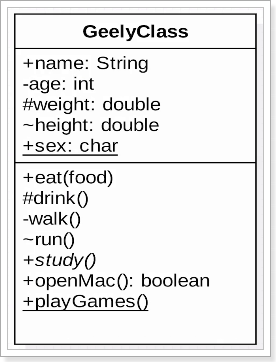 GeelyClass
+name: String
-age: int
#weight: double
~height: double
+sex: char
+eat(food)
#drink()
-walk()
~run()
+study()
+openMac(): boolean
+playGames()